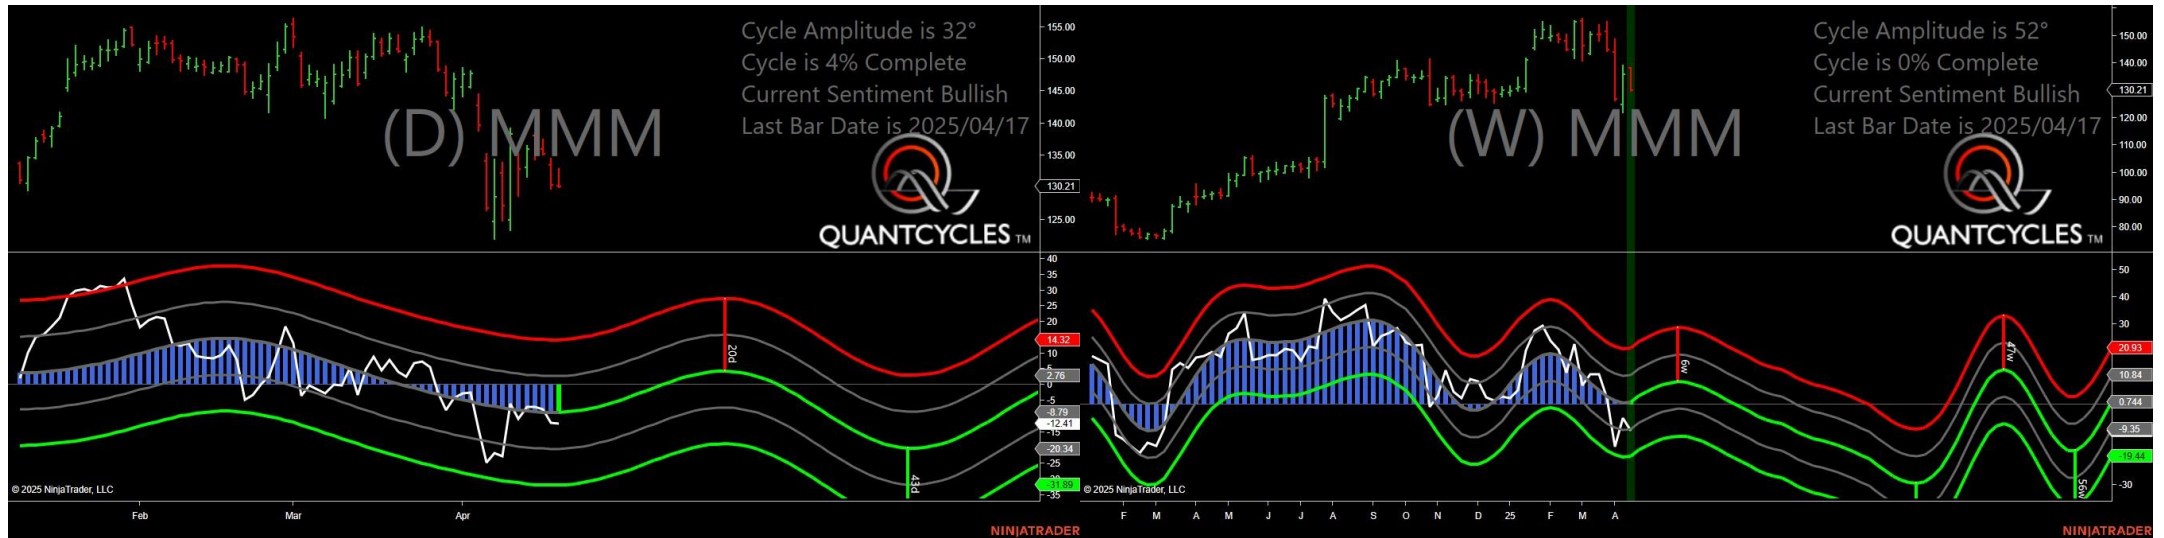 Cycle Amplitude is 32°
Cycle is 4% Complete
Current Sentiment Bullish
Last Bar Date is 2025/04/17
(D) MMM
QUANTCYCLES TM
155.00
150.00
145.00
140.00
135.00
130.21
125.00
40
35
30
25
20
14.32
10
5
2.76
0
-5
-8.79
-12.41
-15
-20.34
-25
-31.89
-35
20d
43d
© 2025 NinjaTrader, LLC
Feb
Mar
Apr
NINJATRADER
Cycle Amplitude is 52°
Cycle is 0% Complete
Current Sentiment Bullish
Last Bar Date is 2025/04/17
(W) MMM
QUANTCYCLES TM
150.00
140.00
130.21
120.00
110.00
100.00
90.00
80.00
50
40
30
20.93
10.84
0.744
-9.35
-19.44
-30
6w
47w
56w
© 2025 NinjaTrader, LLC
F M A M J J A S O N D 25 F M A
NINJATRADER